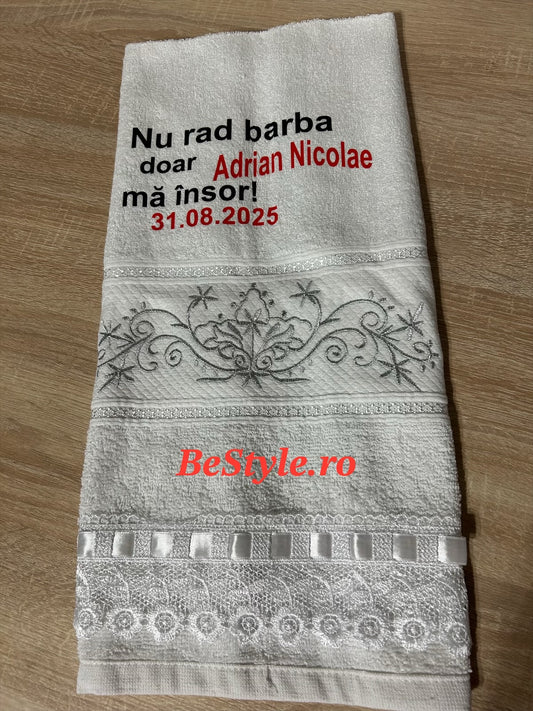 Nu rad barba
doar Adrian Nicolae
mă însor!
31.08.2025
BeStyle.ro